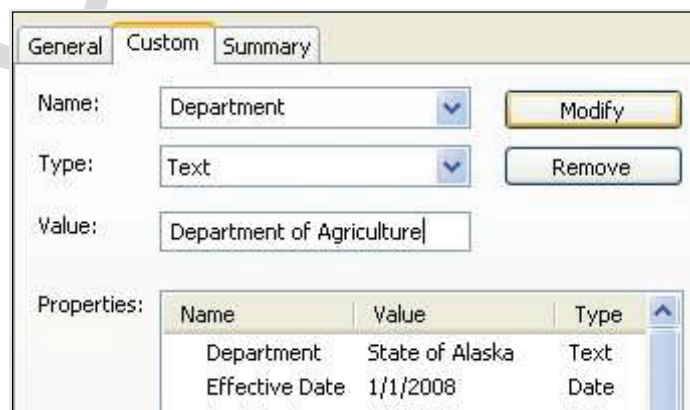 General Custom Summary
Name: Department Modify
Type: Text Remove
Value: Department of Agriculture
Properties: Name Value Type
Department State of Alaska Text
Effective Date 1/1/2008 Date